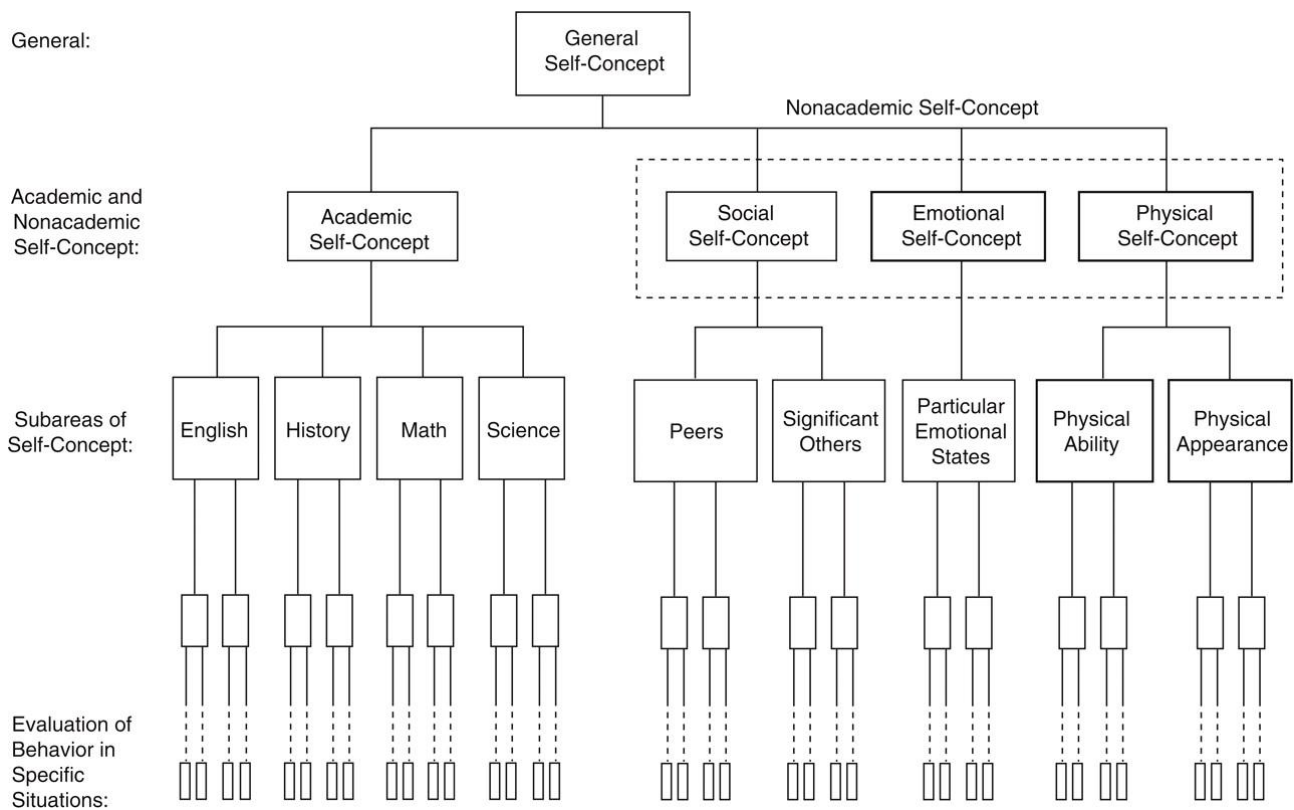 General:
General
Self-Concept
Nonacademic Self-Concept
Academic and
Nonacademic
Self-Concept:
Academic
Self-Concept
Social
Self-Concept
Emotional
Self-Concept
Physical
Self-Concept
Subareas of
Self-Concept:
English
History
Math
Science
Peers
Significant
Others
Particular
Emotional
States
Physical
Ability
Physical
Appearance
Evaluation of
Behavior in
Specific
Situations: